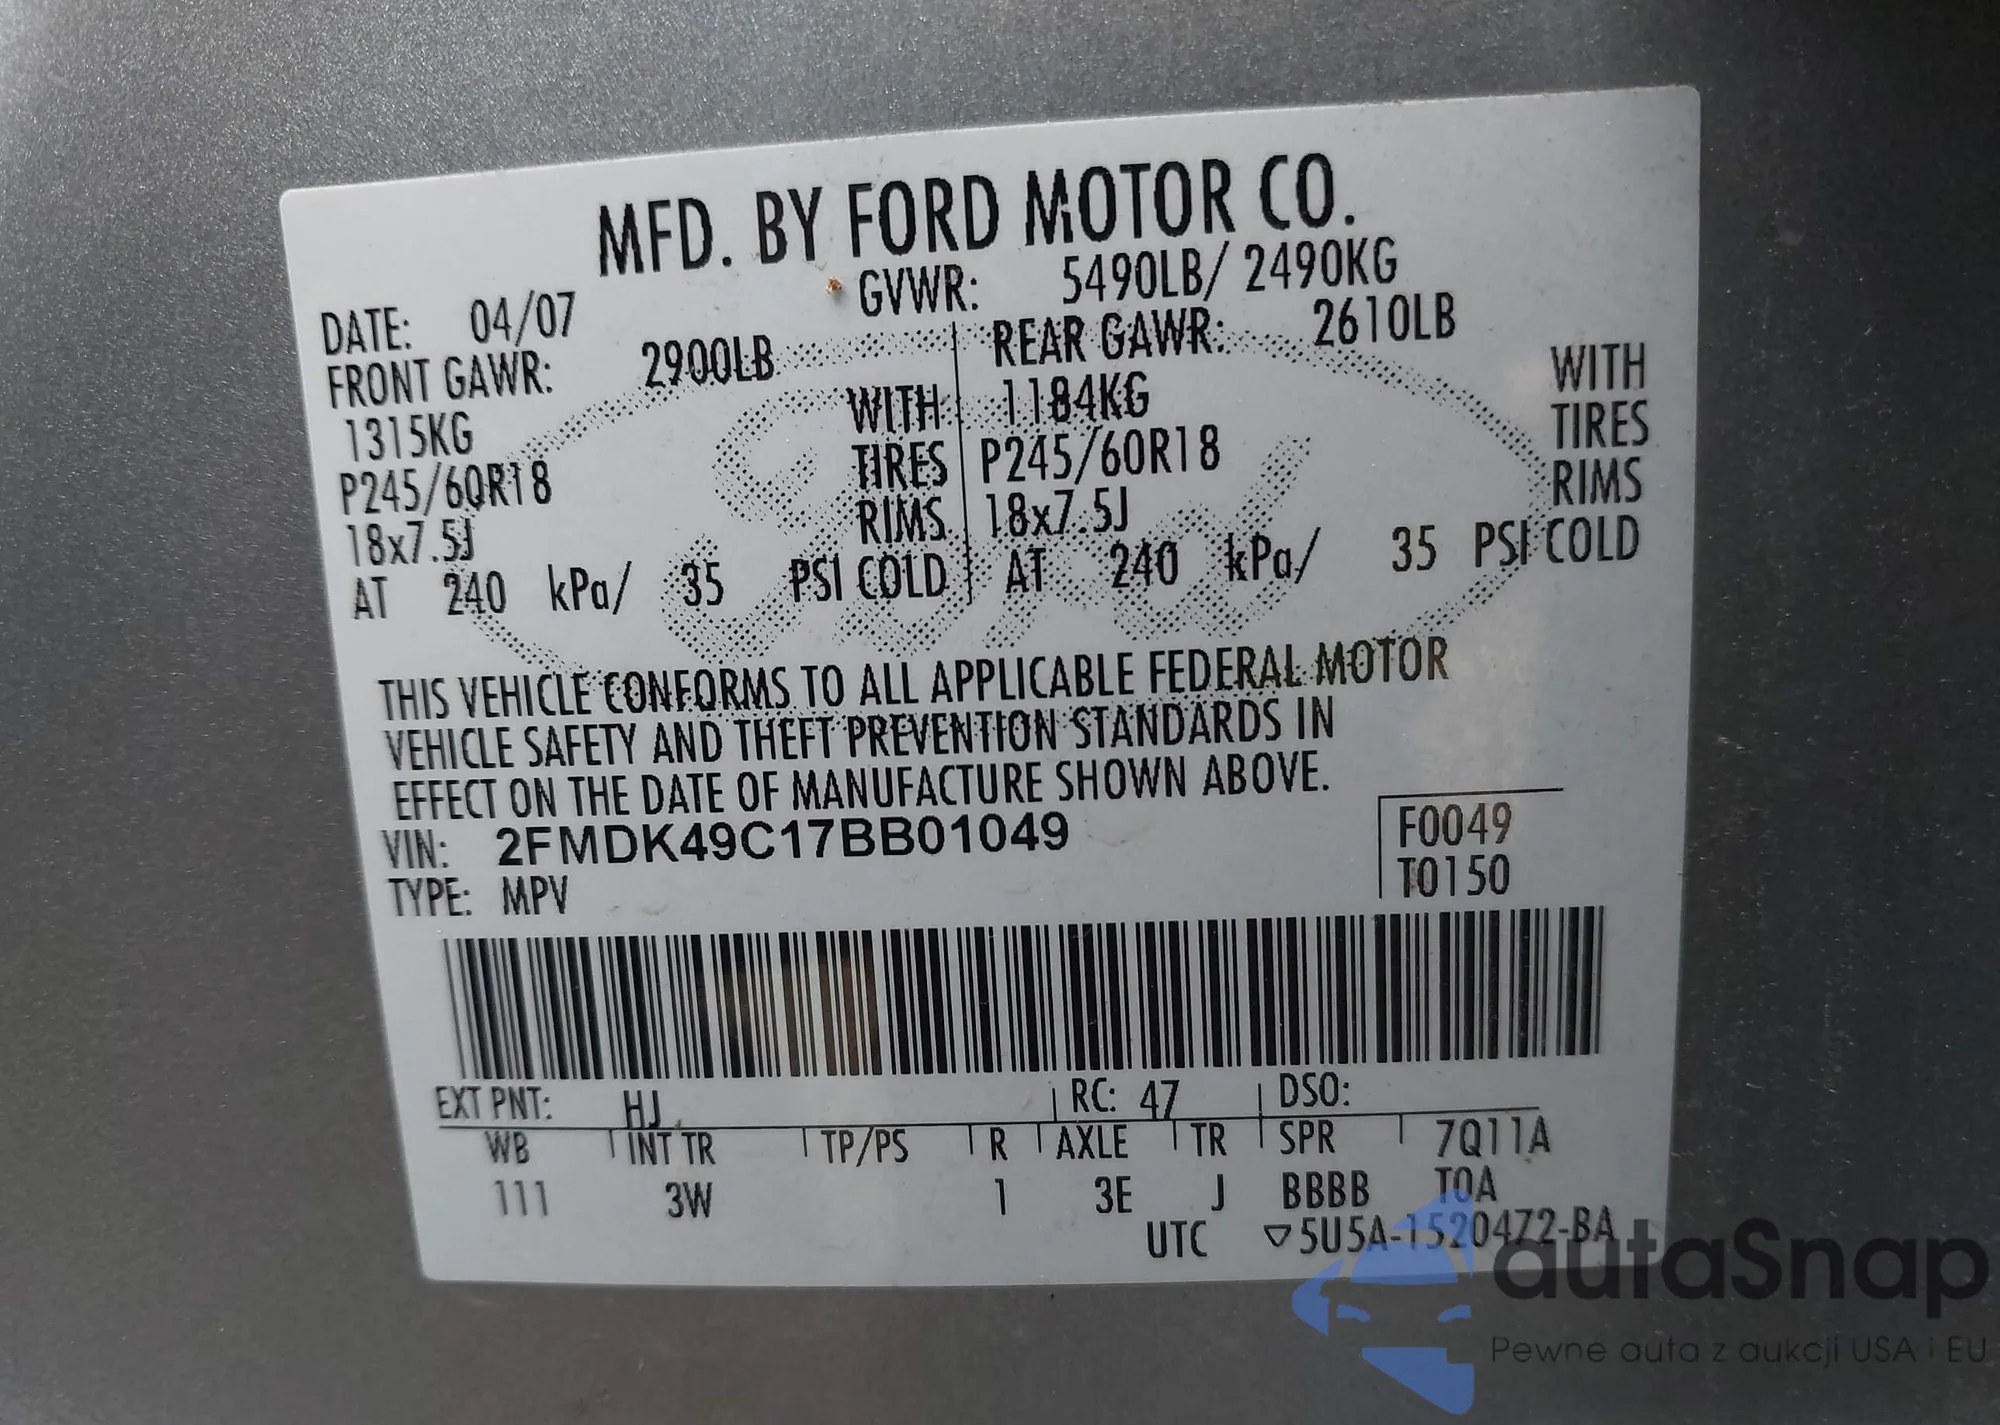 MFD. BY FORD MOTOR CO.
DATE: 04/07 GVWR: 5490LB/ 2490KG
FRONT GAWR: 2900LB REAR GAWR: 2610LB
1315KG WITH 1184KG WITH
P245/60R18 TIRES P245/60R18 TIRES
18x7.5J RIMS 18x7.5J RIMS
AT 240 kPa/ 35 PSI COLD AT 240 kPa/ 35 PSI COLD
THIS VEHICLE CONFORMS TO ALL APPLICABLE FEDERAL MOTOR
VEHICLE SAFETY AND THEFT PREVENTION STANDARDS IN
EFFECT ON THE DATE OF MANUFACTURE SHOWN ABOVE.
VIN: 2FMDK49C17BB01049 F0049
TYPE: MPV T0150
EXT PNT: HJ RC: 47 DSO:
WB INT TR TP/PS R AXLE TR SPR 7Q11A
111 3W 1 3E J BBBB TOA
UTC ▽5U5A-1520472-BA
autaSnap
Pewne auta z aukcji USA i EU